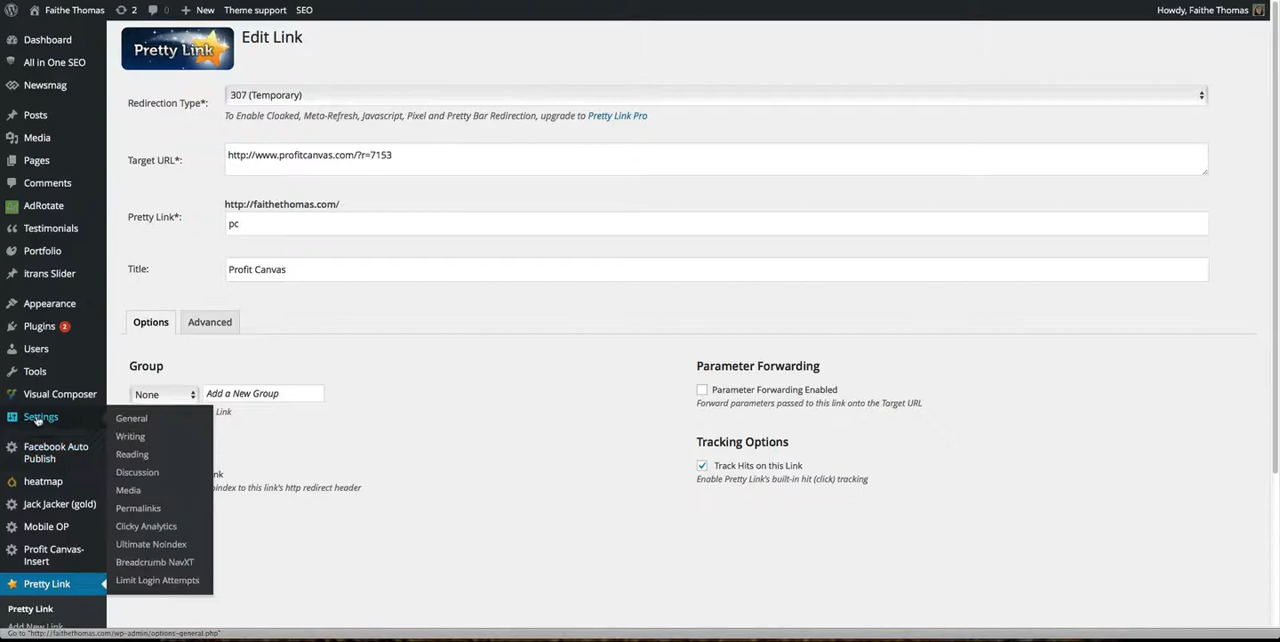 Faithe Thomas 2 0 + New Theme support SEO Howdy, Faithe Thomas
Dashboard
All in One SEO
Newsmag
Posts
Media
Pages
Comments
AdRotate
Testimonials
Portfolio
itrans Slider
Appearance
Plugins 2
Users
Tools
Visual Composer
Settings
Facebook Auto
Publish
heatmap
Jack Jacker (gold)
Mobile OP
Profit Canvas-
Insert
Pretty Link
Pretty Link
Add New Link
General
Writing
Reading
Discussion
Media
Permalinks
Clicky Analytics
Ultimate Noindex
Breadcrumb NavXT
Limit Login Attempts
Pretty Link
Edit Link
Redirection Type*:
307 (Temporary)
To Enable Cloaked, Meta-Refresh, Javascript, Pixel and Pretty Bar Redirection, upgrade to Pretty Link Pro
Target URL*:
http://www.profitcanvas.com/?r=7153
http://faithethomas.com/
Pretty Link*:
pc
Title:
Profit Canvas
Options Advanced
Group
None Add a New Group
Link
nk
oindex to this link's http redirect header
Parameter Forwarding
Parameter Forwarding Enabled
Forward parameters passed to this link onto the Target URL
Tracking Options
Track Hits on this Link
Enable Pretty Link's built-in hit (click) tracking
Go to "http://faithethomas.com/wp-admin/options-general.php"